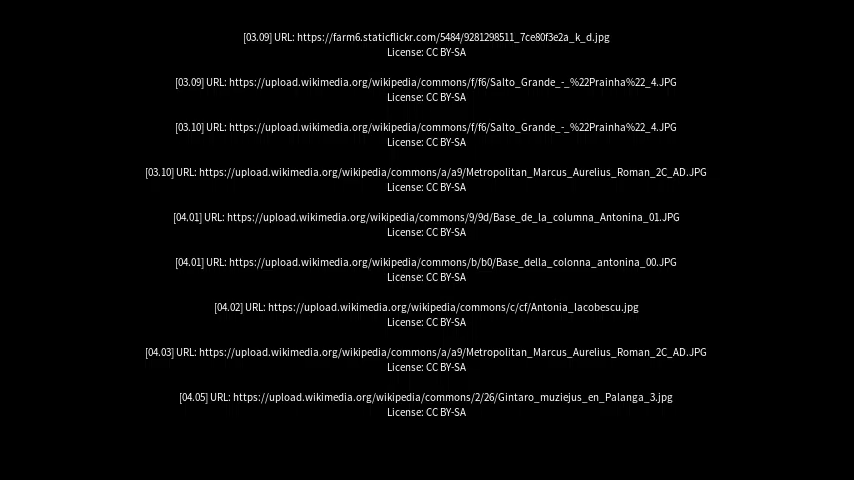 [03.09] URL: https://farm6.staticflickr.com/5484/9281298511_7ce80f3e2a_k_d.jpg
License: CC BY-SA
[03.09] URL: https://upload.wikimedia.org/wikipedia/commons/f/f6/Salto_Grande_-_%22Prainha%22_4.JPG
License: CC BY-SA
[03.10] URL: https://upload.wikimedia.org/wikipedia/commons/f/f6/Salto_Grande_-_%22Prainha%22_4.JPG
License: CC BY-SA
[03.10] URL: https://upload.wikimedia.org/wikipedia/commons/a/a9/Metropolitan_Marcus_Aurelius_Roman_2C_AD.JPG
License: CC BY-SA
[04.01] URL: https://upload.wikimedia.org/wikipedia/commons/9/9d/Base_de_la_columna_Antonina_01.JPG
License: CC BY-SA
[04.01] URL: https://upload.wikimedia.org/wikipedia/commons/b/b0/Base_della_colonna_antonina_00.JPG
License: CC BY-SA
[04.02] URL: https://upload.wikimedia.org/wikipedia/commons/c/cf/Antonia_Iacobescu.jpg
License: CC BY-SA
[04.03] URL: https://upload.wikimedia.org/wikipedia/commons/a/a9/Metropolitan_Marcus_Aurelius_Roman_2C_AD.JPG
License: CC BY-SA
[04.05] URL: https://upload.wikimedia.org/wikipedia/commons/2/26/Gintaro_muziejus_en_Palanga_3.jpg
License: CC BY-SA